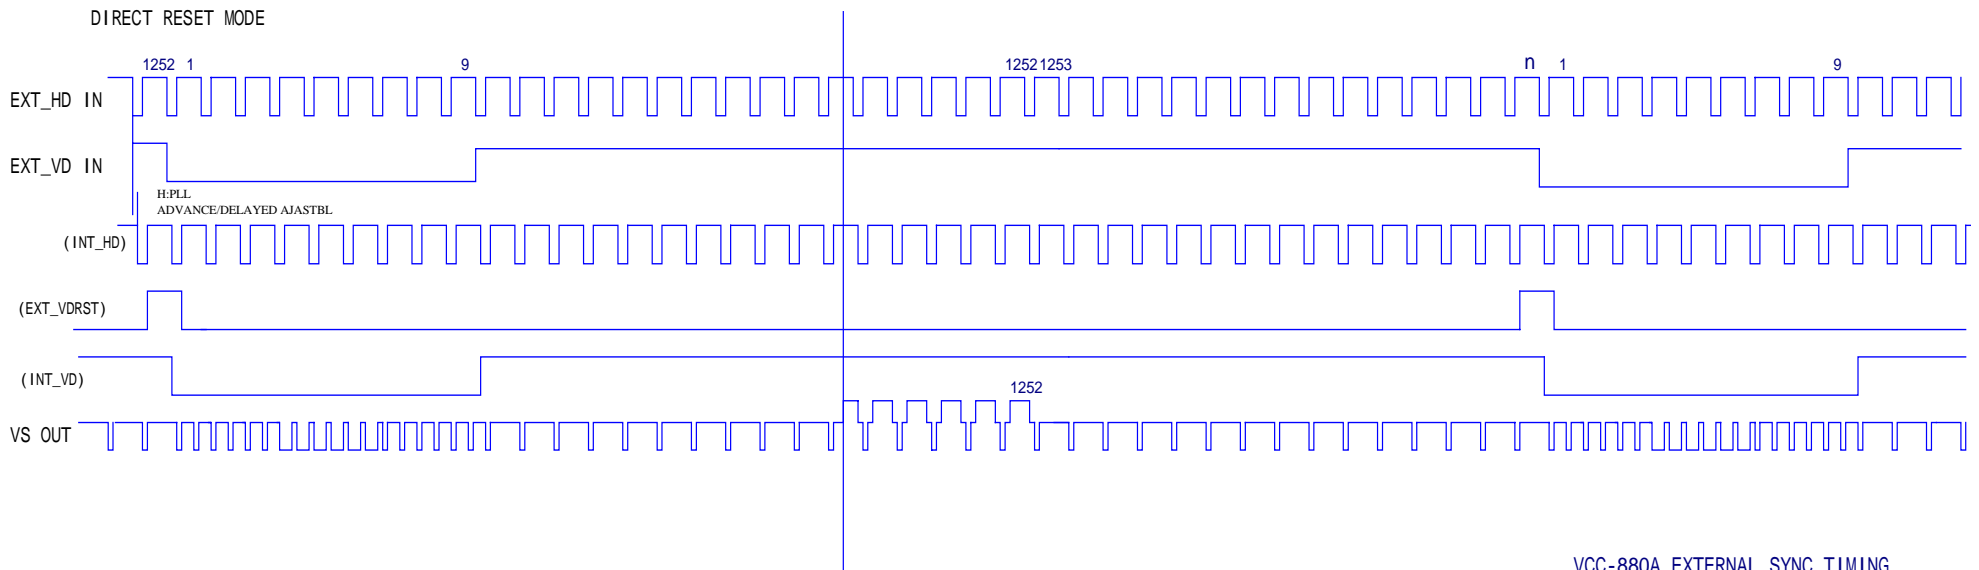 DIRECT RESET MODE
1252 1 9 1252 1253 n 1 9
EXT_HD IN
EXT_VD IN
H:PLL
ADVANCE/DELAYED AJASTBL
(INT_HD)
(EXT_VDRST)
(INT_VD)
1252
VS OUT
VCC-880A EXTERNAL SYNC TIMING